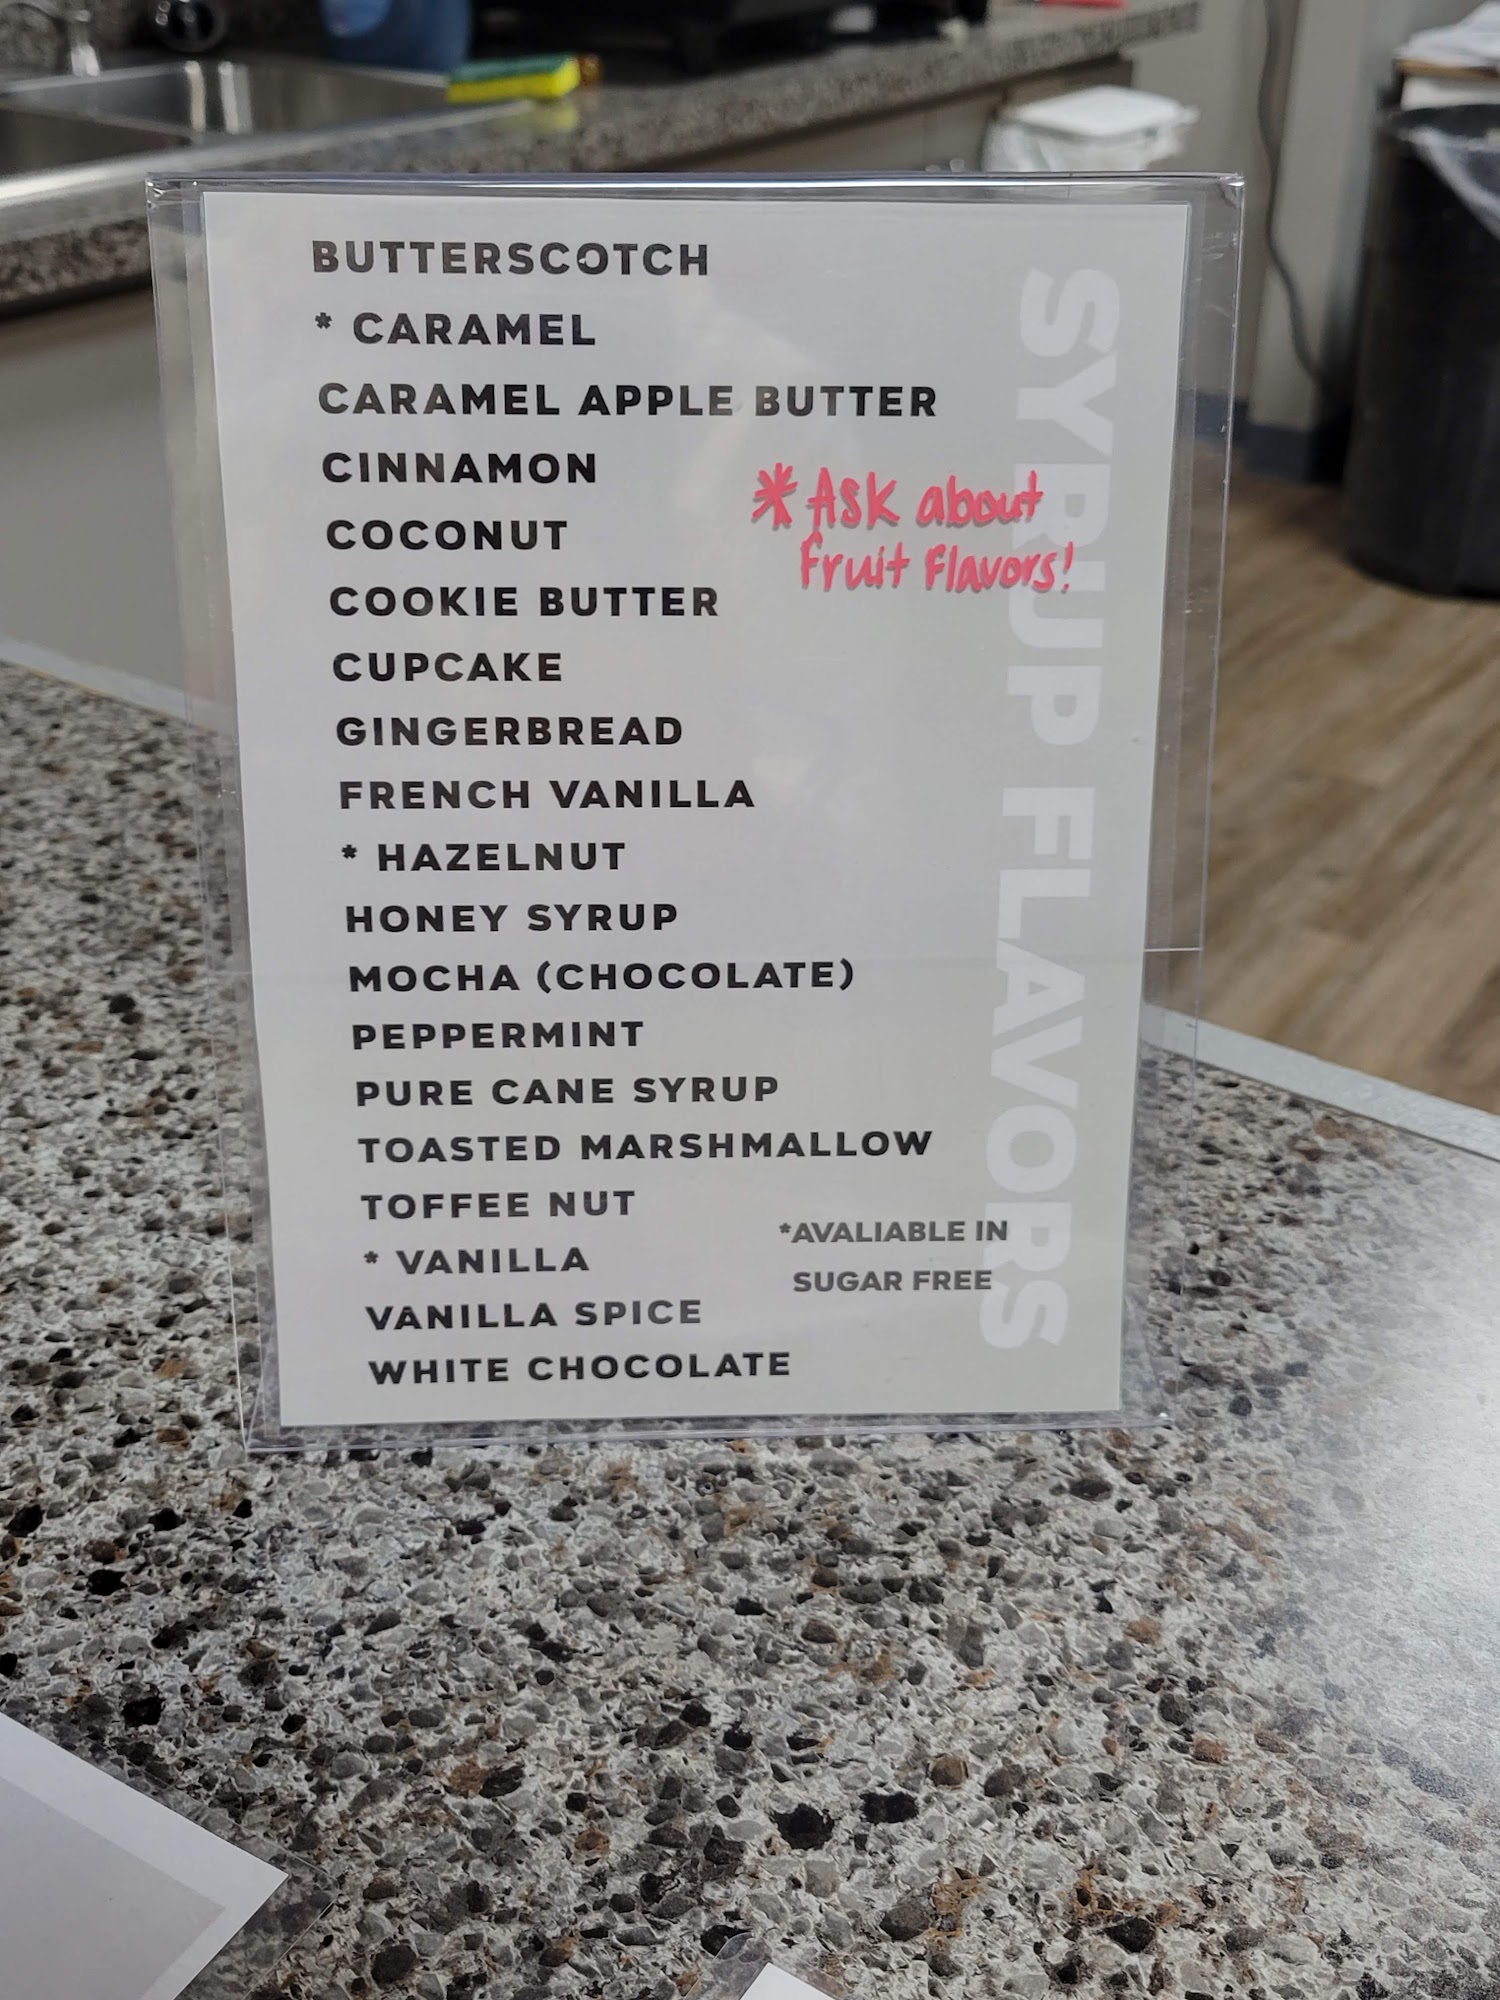 BUTTERSCOTCH
* CARAMEL
CARAMEL APPLE BUTTER
CINNAMON
COCONUT
COOKIE BUTTER
CUPCAKE
GINGERBREAD
FRENCH VANILLA
* HAZELNUT
HONEY SYRUP
MOCHA (CHOCOLATE)
PEPPERMINT
PURE CANE SYRUP
TOASTED MARSHMALLOW
TOFFEE NUT
* VANILLA
VANILLA SPICE
WHITE CHOCOLATE
* Ask about
fruit flavors!
*AVALIABLE IN
SUGAR FREE
SYRUP FLAVORS